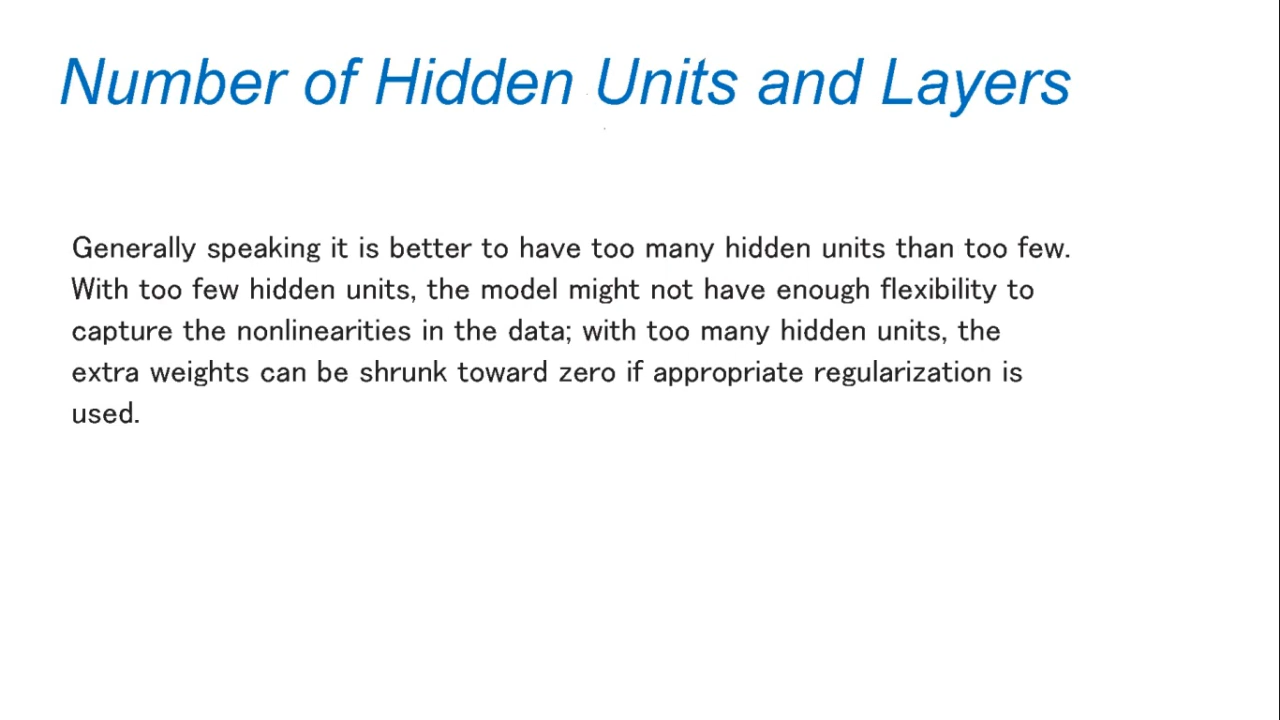 Number of Hidden Units and Layers
Generally speaking it is better to have too many hidden units than too few.
With too few hidden units, the model might not have enough flexibility to
capture the nonlinearities in the data; with too many hidden units, the
extra weights can be shrunk toward zero if appropriate regularization is
used.